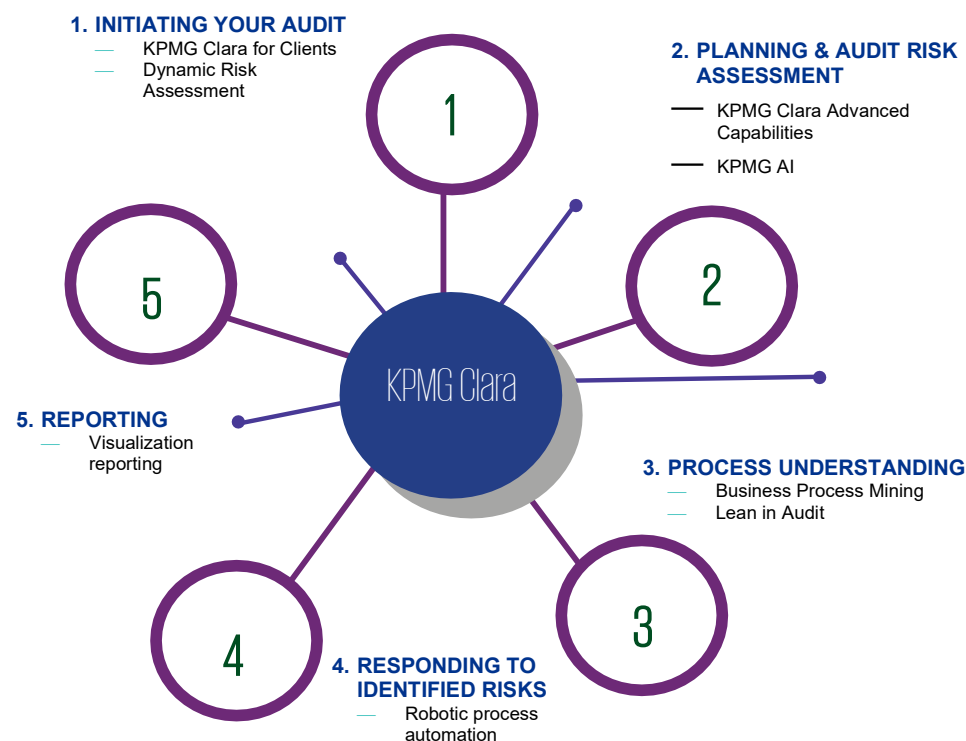 1. INITIATING YOUR AUDIT
— KPMG Clara for Clients
— Dynamic Risk
Assessment
1
2. PLANNING & AUDIT RISK
ASSESSMENT
— KPMG Clara Advanced
Capabilities
— KPMG AI
5
2
KPMG Clara
5. REPORTING
— Visualization
reporting
3. PROCESS UNDERSTANDING
— Business Process Mining
— Lean in Audit
4
3
4. RESPONDING TO
IDENTIFIED RISKS
— Robotic process
automation